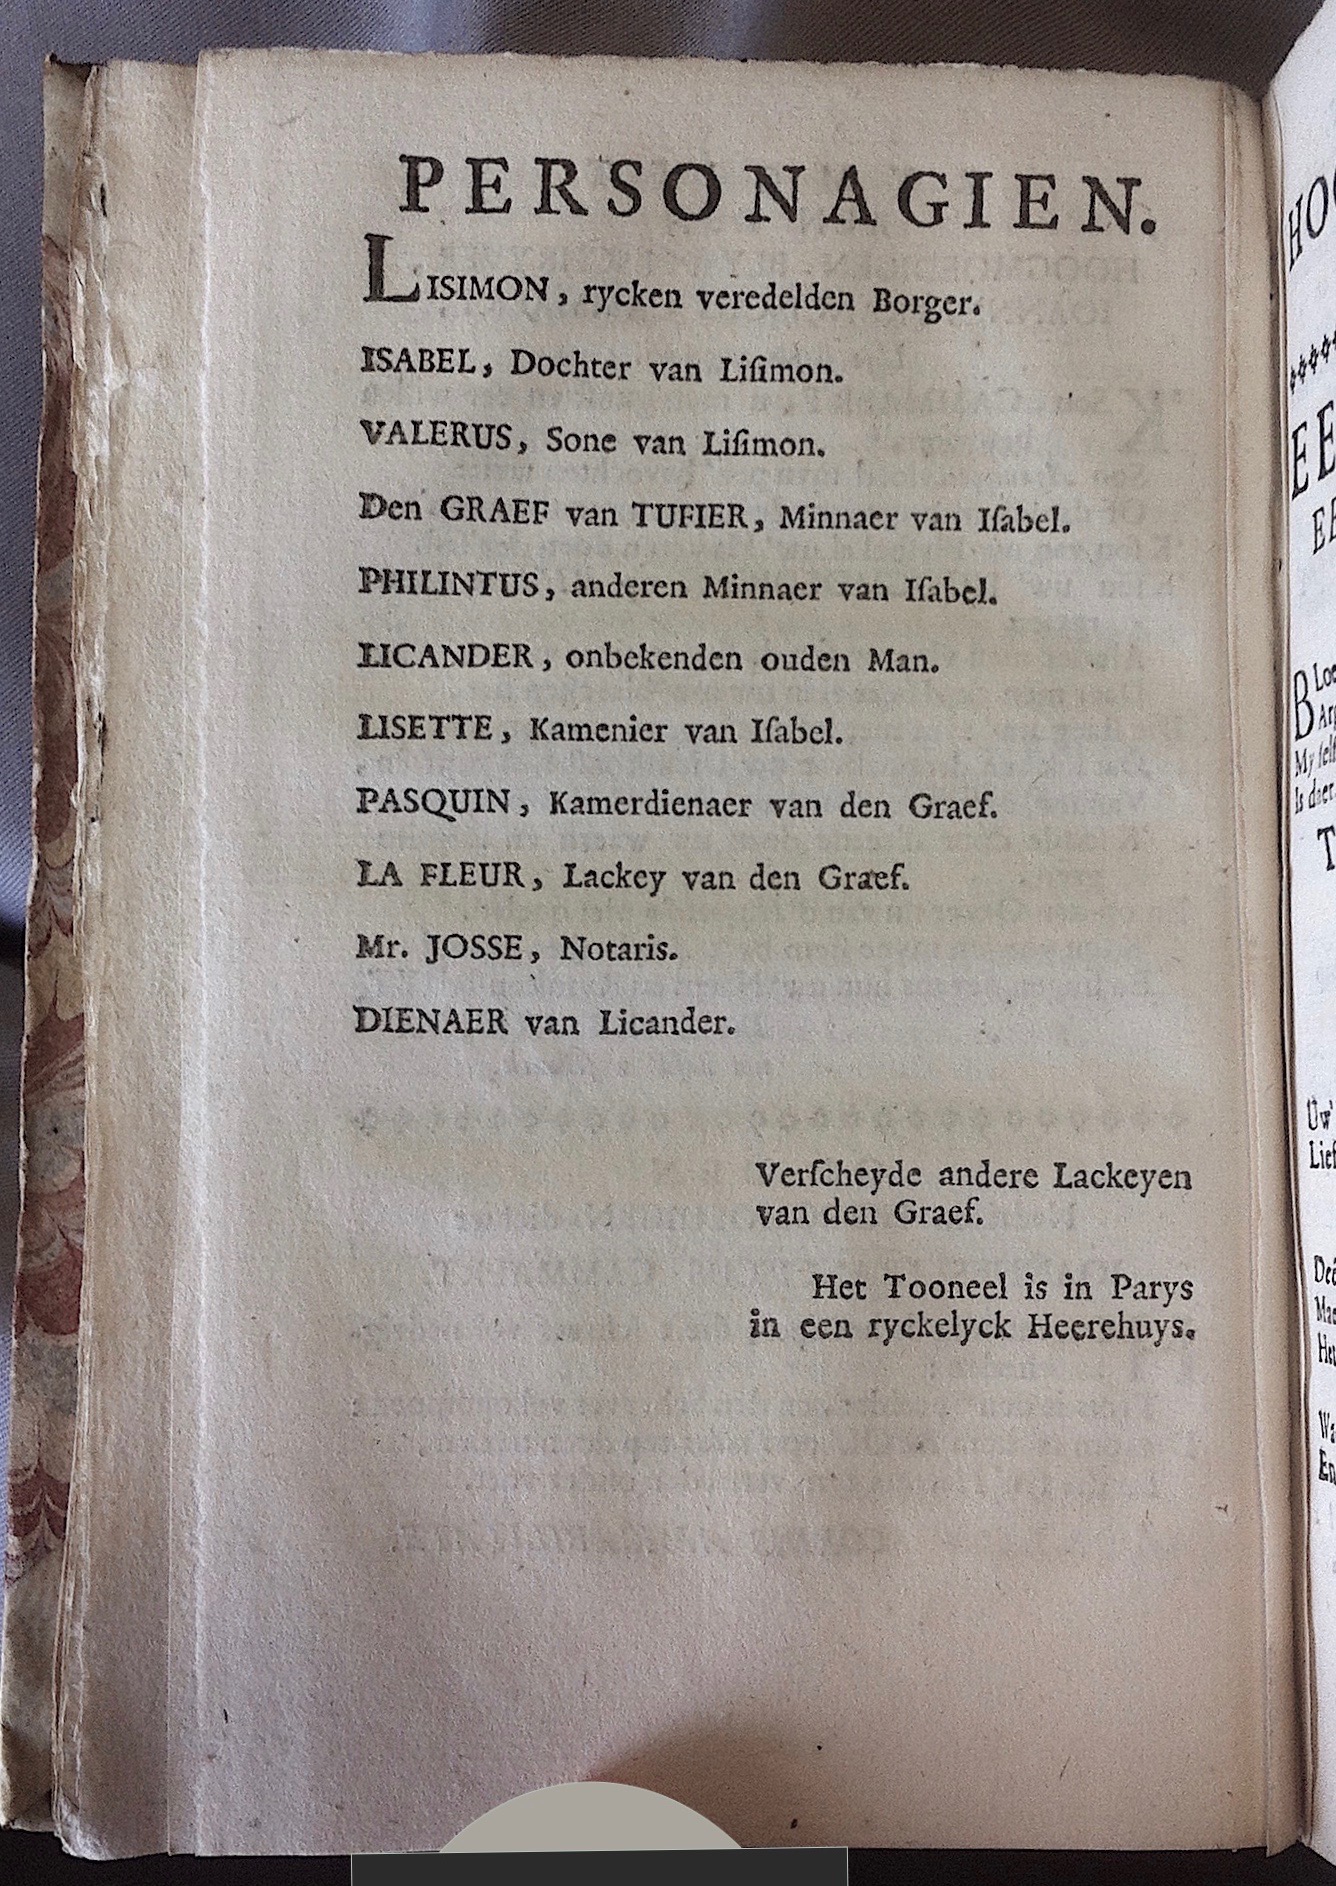 PERSONAGIEN.
LISIMON, rycken veredelden Borger.
ISABEL, Dochter van Liſimon.
VALERUS, Sone van Liſimon.
Den GRAEF van TUFIER, Minnaer van Iſabel.
PHILINTUS, anderen Minnaer van Iſabel.
LICANDER, onbekenden ouden Man.
LISETTE, Kamenier van Iſabel.
PASQUIN, Kamerdienaer van den Graef.
LA FLEUR, Lackey van den Graef.
Mr. JOSSE, Notaris.
DIENAER van Licander.
Verſcheyde andere Lackeyen
van den Graef.
Het Tooneel is in Parys
in een ryckelyck Heerehuys.